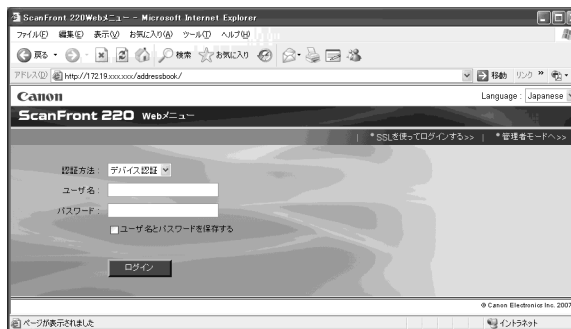 ScanFront 220Webメニュー - Microsoft Internet Explorer
ファイル(F) 編集(E) 表示(V) お気に入り(A) ツール(T) ヘルプ(H)
戻る 検索 お気に入り
アドレス(D) http://172.19.xxx.xxx/addressbook/ 移動 リンク »
Canon Language : Japanese
ScanFront 220 Webメニュー
| *SSLを使ってログインする>> | *管理者モードへ>>
認証方法 : デバイス認証
ユーザ名 :
パスワード :
ユーザ名とパスワードを保存する
ログイン
© Canon Electronics Inc. 2007
ページが表示されました イントラネット